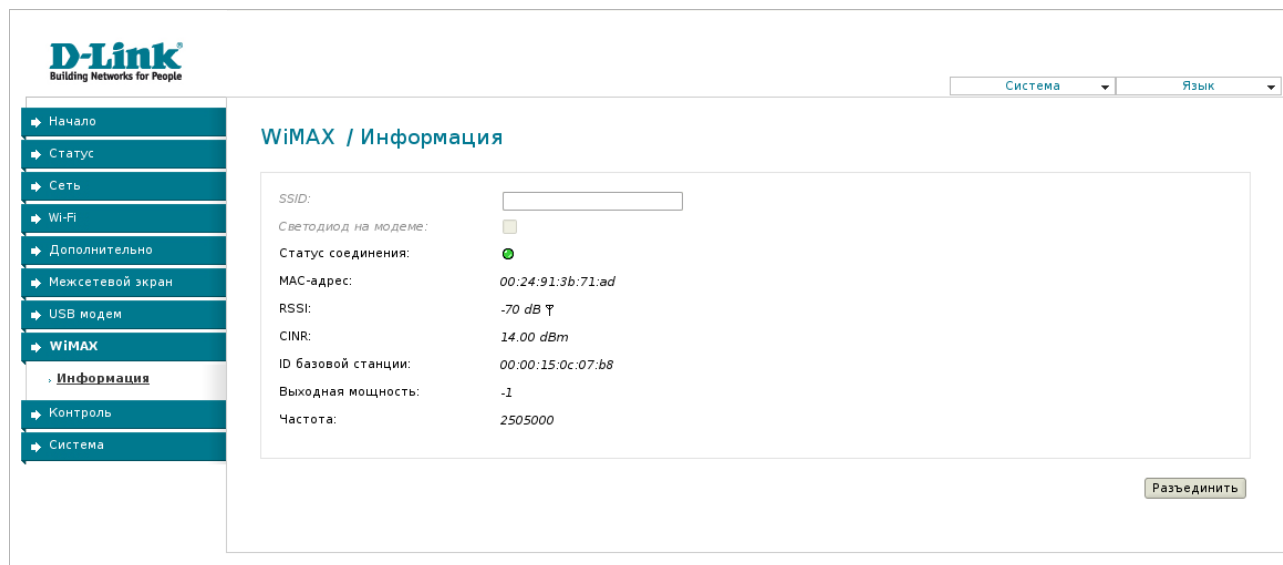 D-Link®
Building Networks for People
Система
Язык
Начало
Статус
Сеть
Wi-Fi
Дополнительно
Межсетевой экран
USB модем
WiMAX
Информация
Контроль
Система
WiMAX / Информация
SSID:
Светодиод на модеме:
Статус соединения:
MAC-адрес: 00:24:91:3b:71:ad
RSSI: -70 dB
CINR: 14.00 dBm
ID базовой станции: 00:00:15:0c:07:b8
Выходная мощность: -1
Частота: 2505000
Разъединить